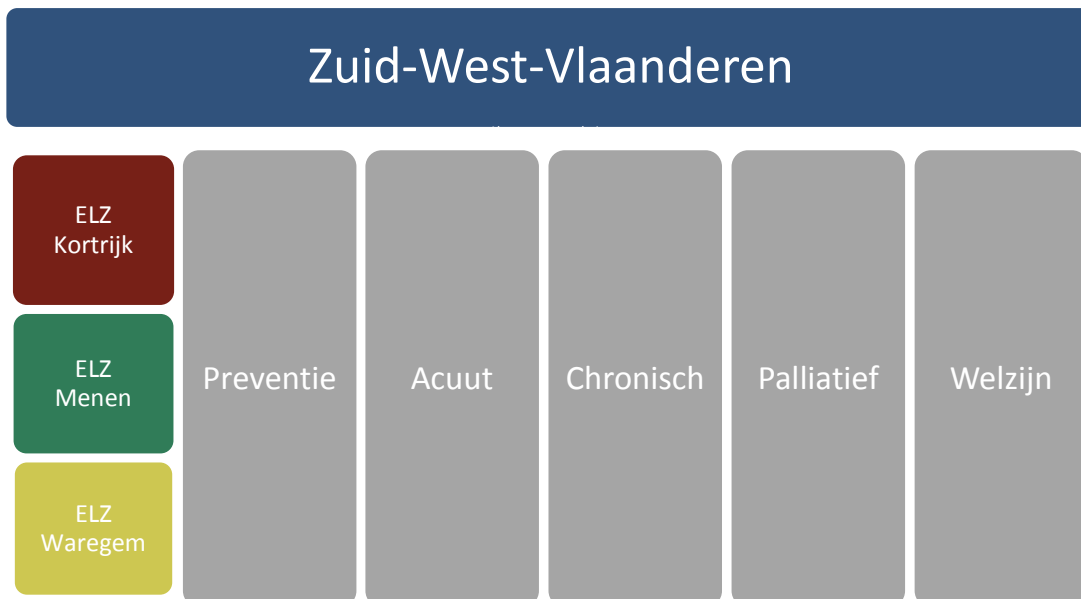 Zuid-West-Vlaanderen
ELZ
Kortrijk
ELZ
Menen
ELZ
Waregem
Preventie
Acuut
Chronisch
Palliatief
Welzijn